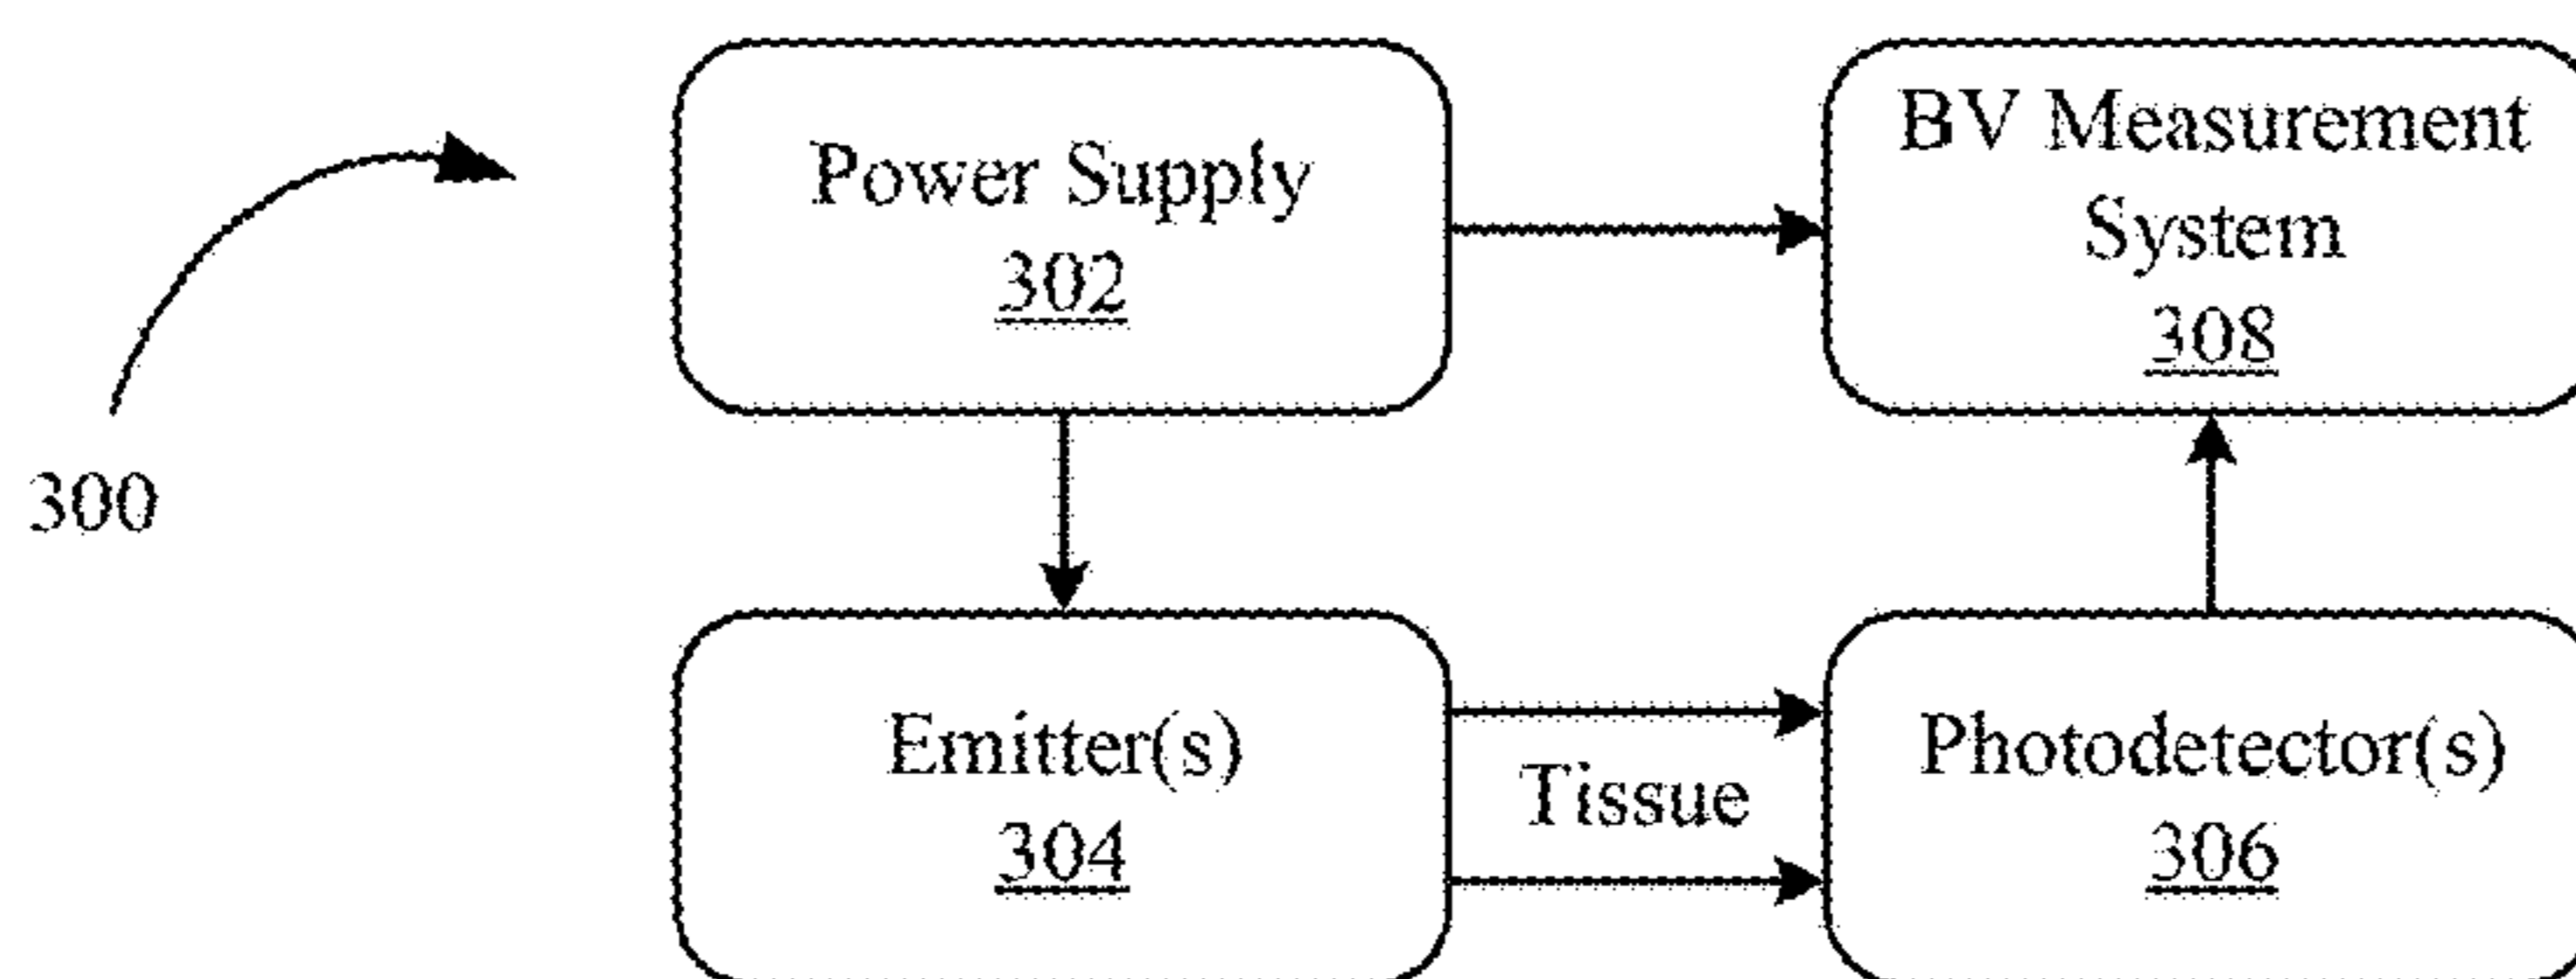 Power Supply
302
BV Measurement
System
308
300
Emitter(s)
304
Tissue
Photodetector(s)
306